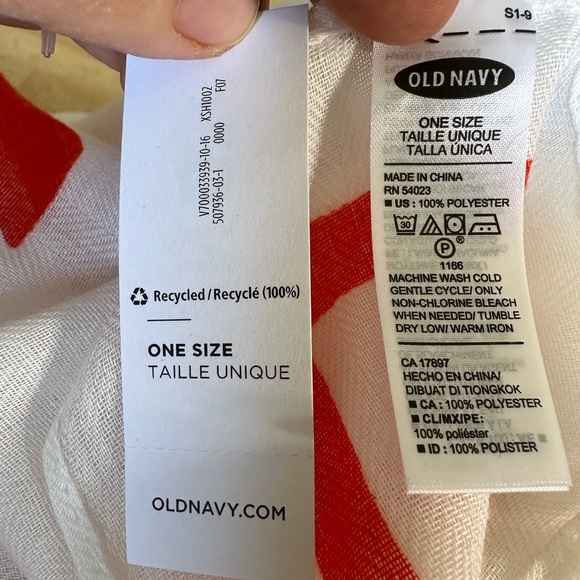 V700033939-10-16 XSH1002
507936-03-1 0000 F07
Recycled / Recyclé (100%)
ONE SIZE
TAILLE UNIQUE
OLDNAVY.COM
S1-9
OLD NAVY
ONE SIZE
TAILLE UNIQUE
TALLA ÚNICA
MADE IN CHINA
RN 54023
■ US : 100% POLYESTER
30
P ®
1166
MACHINE WASH COLD
GENTLE CYCLE/ ONLY
NON-CHLORINE BLEACH
WHEN NEEDED/ TUMBLE
DRY LOW/ WARM IRON
CA 17897
HECHO EN CHINA/
DIBUAT DI TIONGKOK
■ CA : 100% POLYESTER
■ CL/MX/PE:
100% poliéster
■ ID : 100% POLISTER